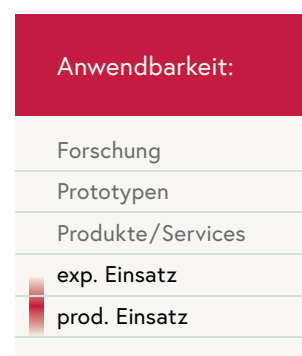 Anwendbarkeit:
Forschung
Prototypen
Produkte/Services
exp. Einsatz
prod. Einsatz